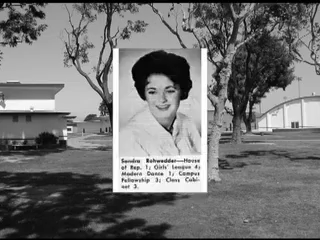 Sandra Rohwedder—House
of Rep. 1; Girls' League 4;
Modern Dance 1; Campus
Fellowship 3; Class Cabi-
net 3.